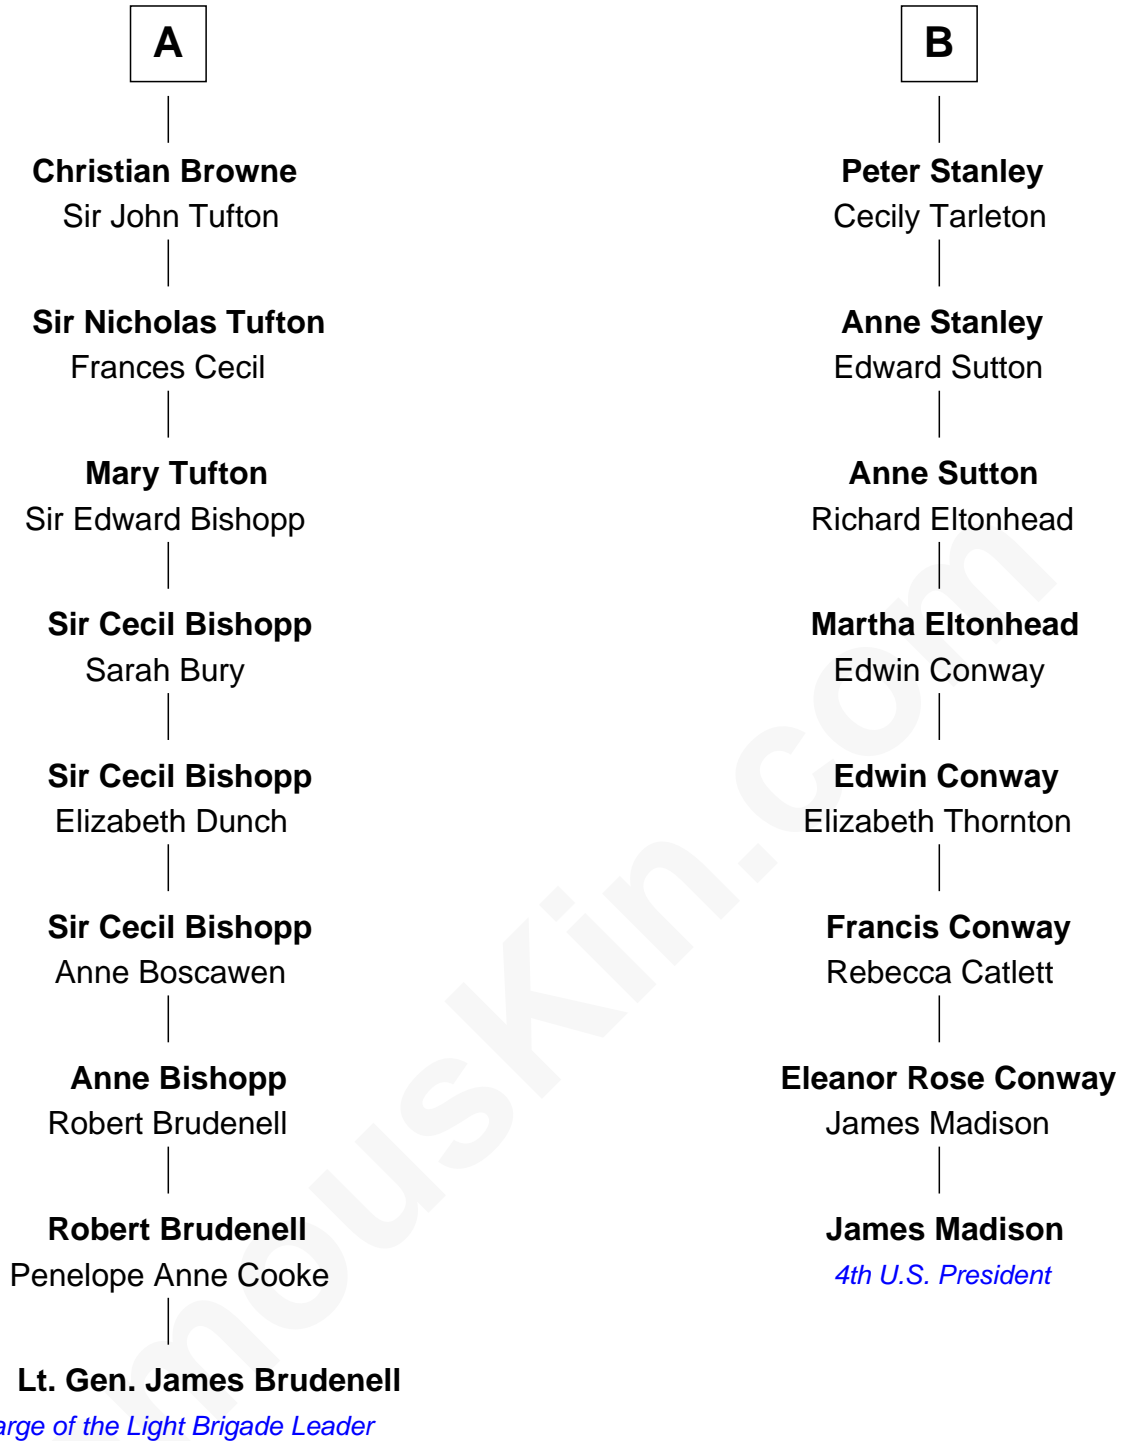 A
Christian Browne
Sir John Tufton
Sir Nicholas Tufton
Frances Cecil
Mary Tufton
Sir Edward Bishopp
Sir Cecil Bishopp
Sarah Bury
Sir Cecil Bishopp
Elizabeth Dunch
Sir Cecil Bishopp
Anne Boscawen
Anne Bishopp
Robert Brudenell
Robert Brudenell
Penelope Anne Cooke
Lt. Gen. James Brudenell
arge of the Light Brigade Leader
B
Peter Stanley
Cecily Tarleton
Anne Stanley
Edward Sutton
Anne Sutton
Richard Eltonhead
Martha Eltonhead
Edwin Conway
Edwin Conway
Elizabeth Thornton
Francis Conway
Rebecca Catlett
Eleanor Rose Conway
James Madison
James Madison
4th U.S. President
mousKin.com